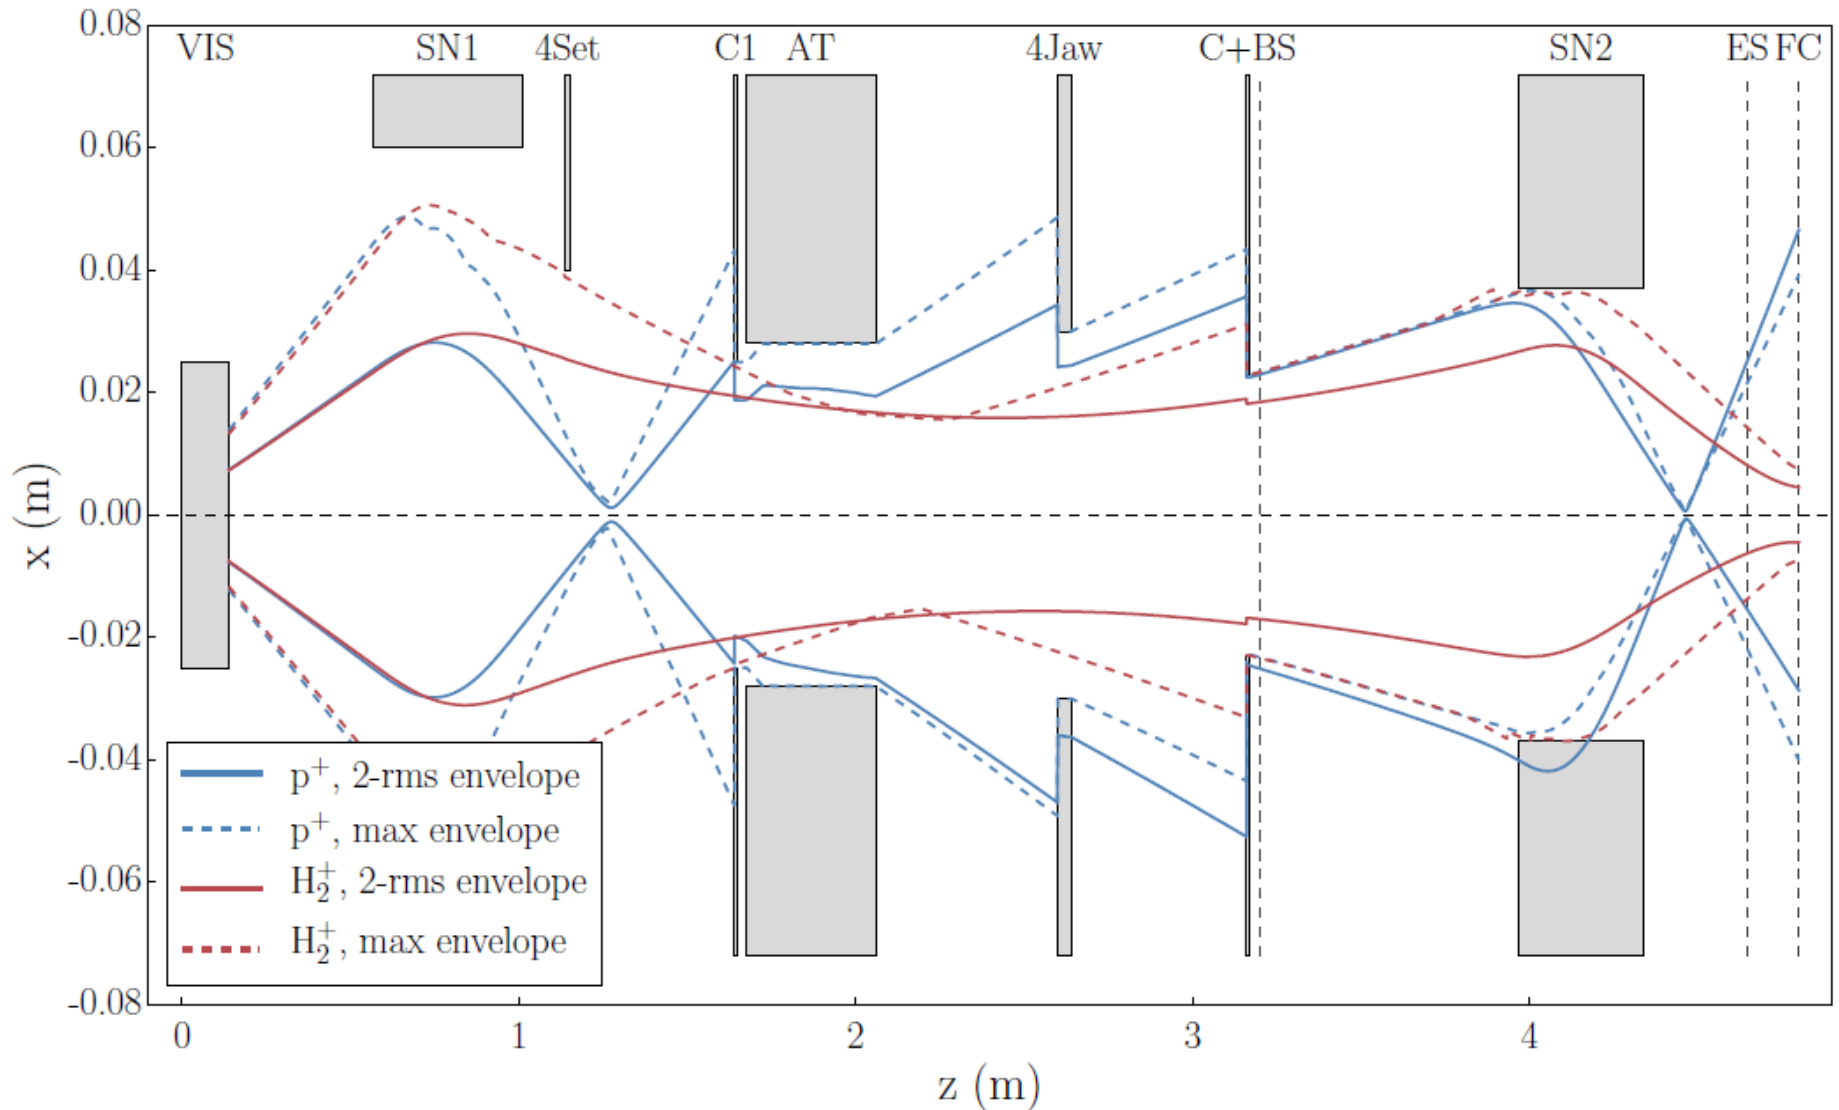 0.08
VIS SN1 4Set C1 AT 4Jaw C+BS SN2 ES FC
0.06
0.04
0.02
0.00
-0.02
-0.04
-0.06
-0.08
x (m)
p⁺, 2-rms envelope
p⁺, max envelope
H₂⁺, 2-rms envelope
H₂⁺, max envelope
0 1 2 3 4
z (m)